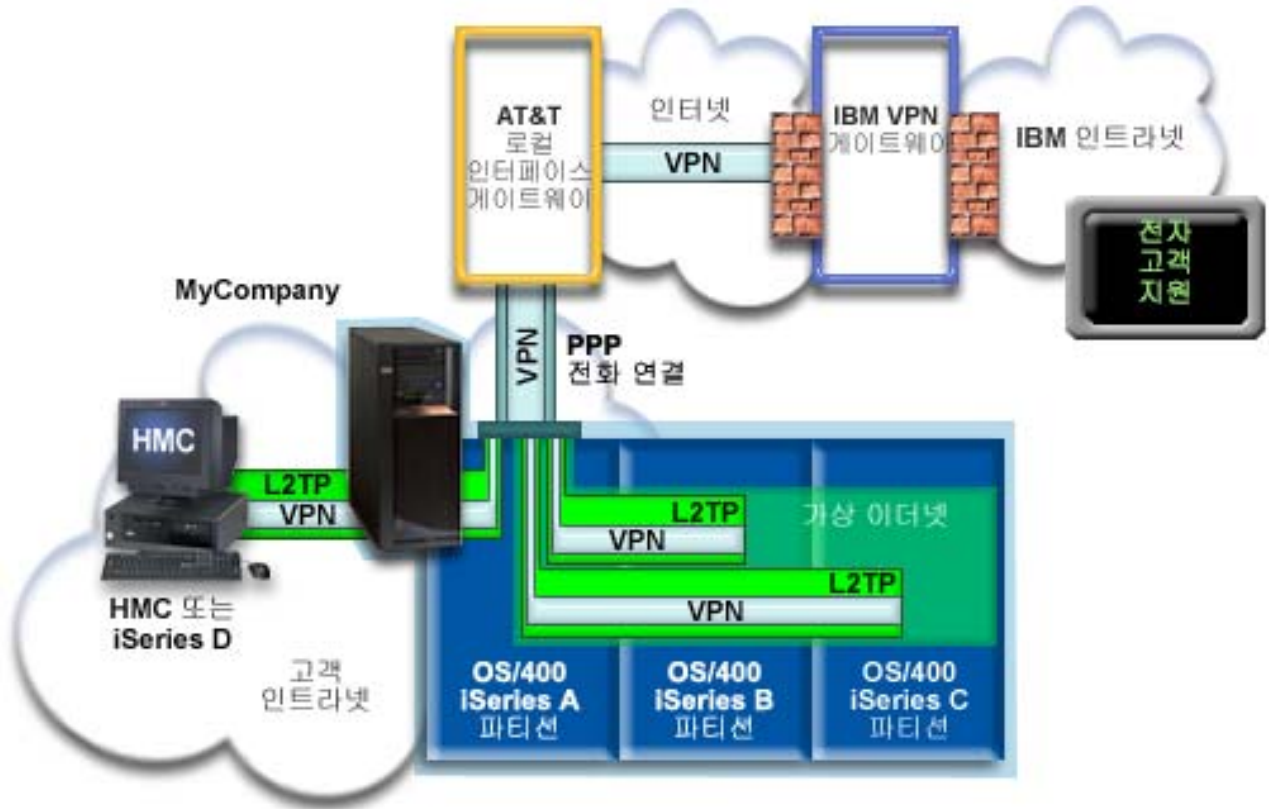 AT&T
로컬
인터페이스
게이트웨이
인터넷
VPN
IBM VPN
게이트웨이
IBM 인트라넷
전자
고객
지원
MyCompany
VPN
PPP
전화 연결
HMC
L2TP
VPN
L2TP
VPN
가상 이더넷
L2TP
VPN
HMC 또는
iSeries D
고객
인트라넷
OS/400
iSeries A
파티션
OS/400
iSeries B
파티션
OS/400
iSeries C
파티션